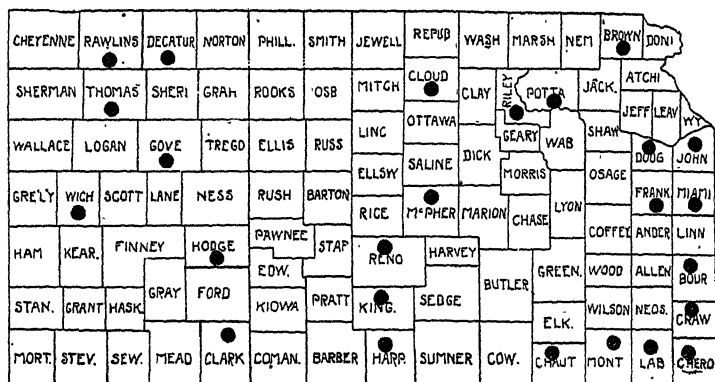 CHEYENNE RAWLINS DECATUR NORTON PHILL. SMITH JEWELL REPUB WASH MARSH NEM BROWN DONI
SHERMAN THOMAS SHERI GRAH ROOKS OSB MITCH CLOUD CLAY RILEY POTTA JACK. ATCHI
JEFF LEAV WY.
WALLACE LOGAN GOVE TREGO ELLIS RUSS LINC OTTAWA DICK GEARY WAB SHAW DOUG JOHN
ELLSW SALINE MORRIS OSAGE
GRE'LY WICH SCOTT LANE NESS RUSH BARTON RICE McPHER MARION CHASE LYON FRANK MIAMI
HAM KEAR. FINNEY HODGE PAWNEE STAF RENO HARVEY COFFEY ANDER LINN
EDW.
GRAY FORD BUTLER GREEN. WOOD ALLEN BOUR
STAN. GRANT HASK. KIOWA PRATT KING. SEDGE ELK. WILSON NEOS. CRAW
MORT. STEV. SEW. MEAD CLARK COMAN. BARBER HARP. SUMNER COW. CHAUT MONT LAB CHERO